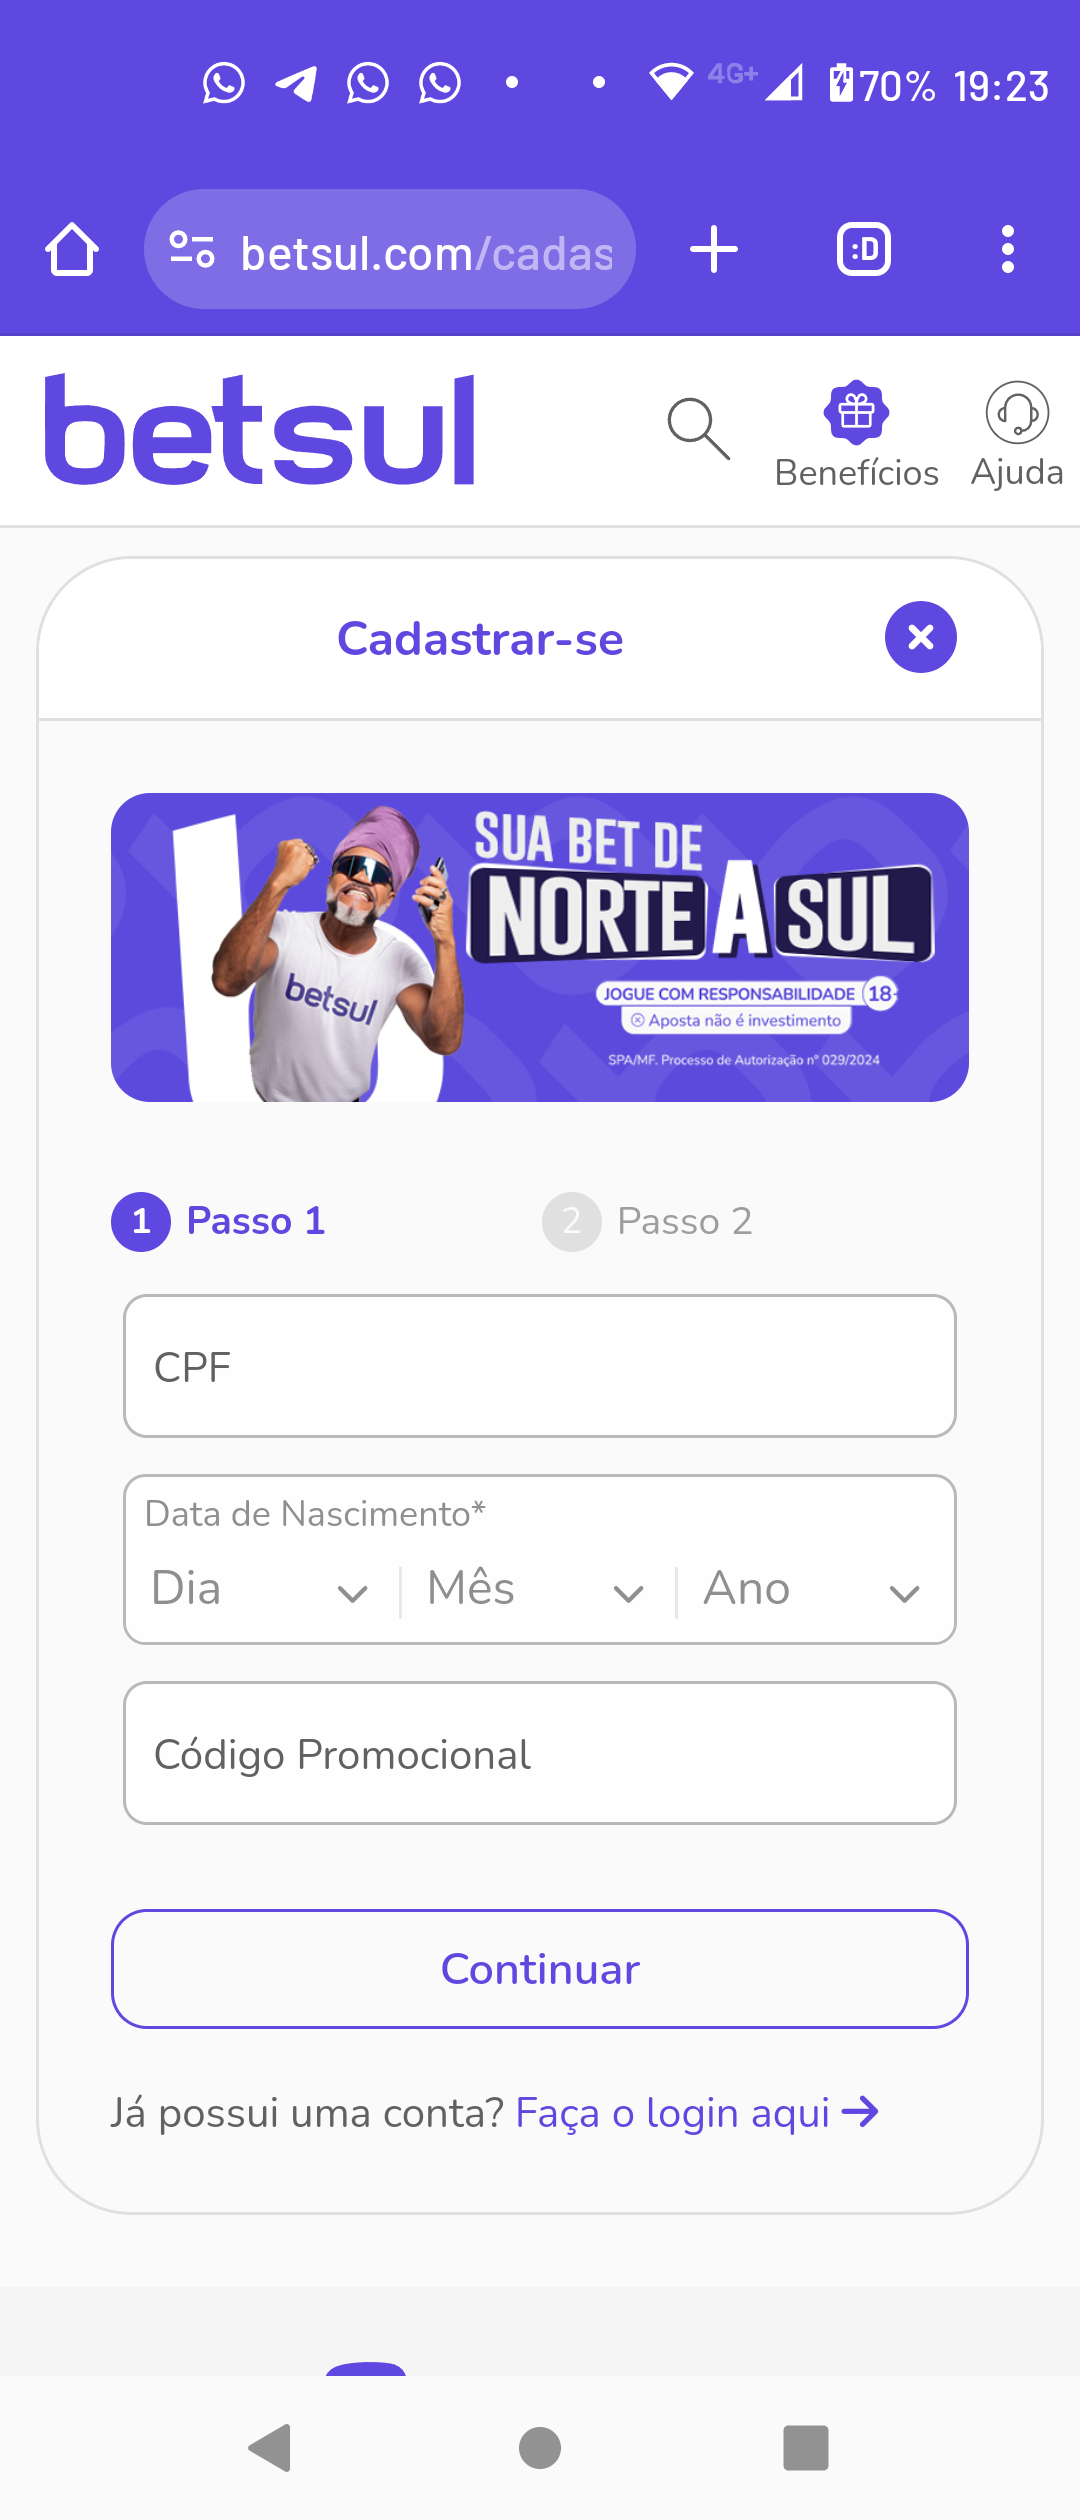 4G+ 70% 19:23
betsul.com/cadas
:D
betsul
Benefícios
Ajuda
Cadastrar-se
SUA BET DE
NORTE A SUL
betsul
JOGUE COM RESPONSABILIDADE 18+
Aposta não é investimento
SPA/MF. Processo de Autorização nº 029/2024
1 Passo 1
2 Passo 2
CPF
Data de Nascimento*
Dia
Mês
Ano
Código Promocional
Continuar
Já possui uma conta? Faça o login aqui